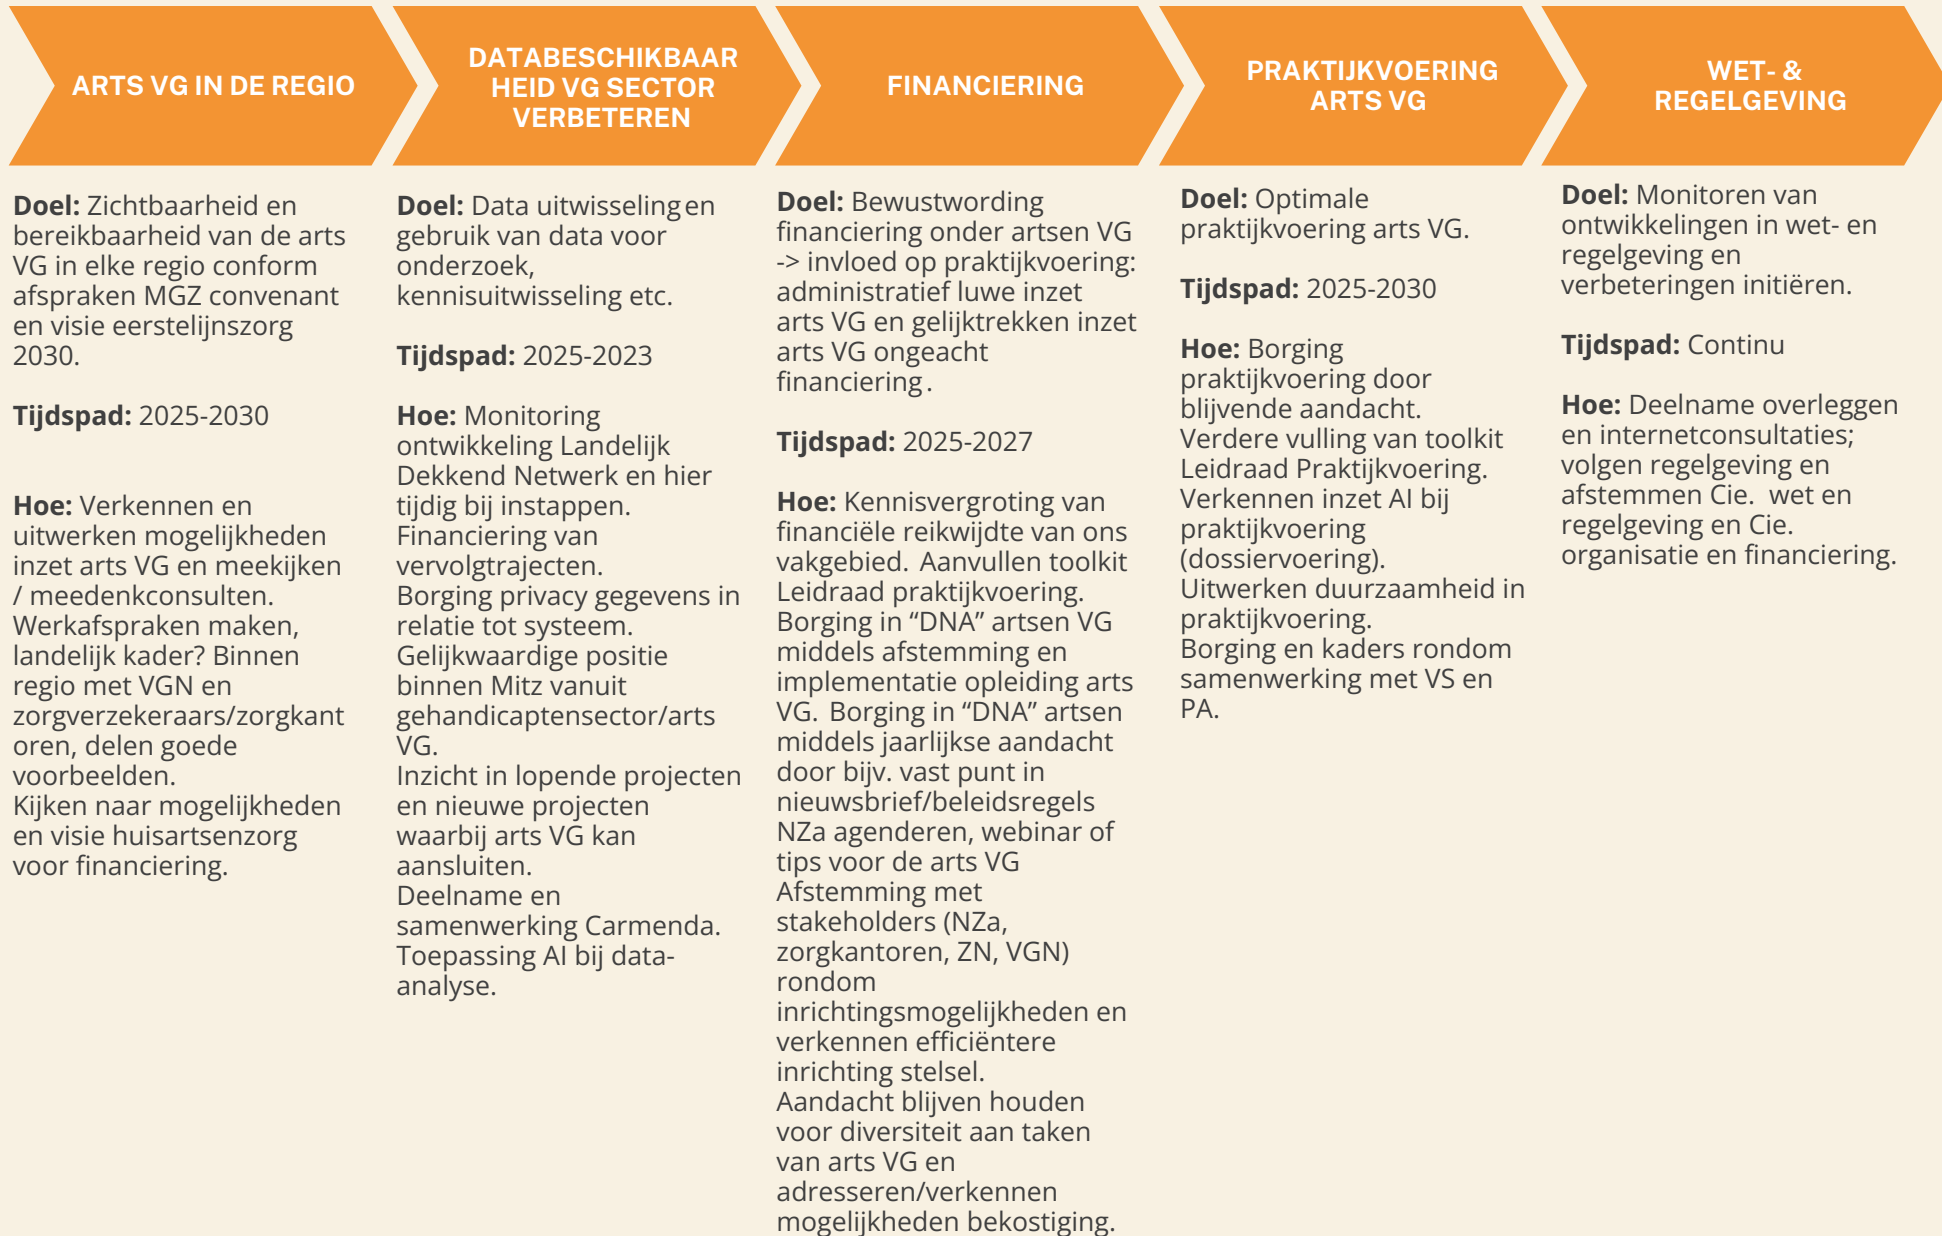 ARTS VG IN DE REGIO
Doel: Zichtbaarheid en
bereikbaarheid van de arts
VG in elke regio conform
afspraken MGZ convenant
en visie eerstelijnszorg
2030.
Tijdspad: 2025-2030
Hoe: Verkennen en
uitwerken mogelijkheden
inzet arts VG en meekijken
/ meedenkconsulten.
Werkafspraken maken,
landelijk kader? Binnen
regio met VGN en
zorgverzekeraars/zorgkant
oren, delen goede
voorbeelden.
Kijken naar mogelijkheden
en visie huisartsenzorg
voor financiering.
DATABESCHIKBAAR
HEID VG SECTOR
VERBETEREN
Doel: Data uitwisseling en
gebruik van data voor
onderzoek,
kennisuitwisseling etc.
Tijdspad: 2025-2023
Hoe: Monitoring
ontwikkeling Landelijk
Dekkend Netwerk en hier
tijdig bij instappen.
Financiering van
vervolgtrajecten.
Borging privacy gegevens in
relatie tot systeem.
Gelijkwaardige positie
binnen Mitz vanuit
gehandicaptensector/arts
VG.
Inzicht in lopende projecten
en nieuwe projecten
waarbij arts VG kan
aansluiten.
Deelname en
samenwerking Carmenda.
Toepassing AI bij data-
analyse.
FINANCIERING
Doel: Bewustwording
financiering onder artsen VG
-> invloed op praktijkvoering:
administratief luwe inzet
arts VG en gelijktrekken inzet
arts VG ongeacht
financiering.
Tijdspad: 2025-2027
Hoe: Kennisvergroting van
financiële reikwijdte van ons
vakgebied. Aanvullen toolkit
Leidraad praktijkvoering.
Borging in “DNA” artsen VG
middels afstemming en
implementatie opleiding arts
VG. Borging in “DNA” artsen
middels jaarlijkse aandacht
door bijv. vast punt in
nieuwsbrief/beleidsregels
NZa agenderen, webinar of
tips voor de arts VG
Afstemming met
stakeholders (NZa,
zorgkantoren, ZN, VGN)
rondom
inrichtingsmogelijkheden en
verkennen efficiëntere
inrichting stelsel.
Aandacht blijven houden
voor diversiteit aan taken
van arts VG en
adresseren/verkennen
mogelijkheden bekostiging.
PRAKTIJKVOERING
ARTS VG
Doel: Optimale
praktijkvoering arts VG.
Tijdspad: 2025-2030
Hoe: Borging
praktijkvoering door
blijvende aandacht.
Verdere vulling van toolkit
Leidraad Praktijkvoering.
Verkennen inzet AI bij
praktijkvoering
(dossiervoering).
Uitwerken duurzaamheid in
praktijkvoering.
Borging en kaders rondom
samenwerking met VS en
PA.
WET- &
REGELGEVING
Doel: Monitoren van
ontwikkelingen in wet- en
regelgeving en
verbeteringen initiëren.
Tijdspad: Continu
Hoe: Deelname overleggen
en internetconsultaties;
volgen regelgeving en
afstemmen Cie. wet en
regelgeving en Cie.
organisatie en financiering.